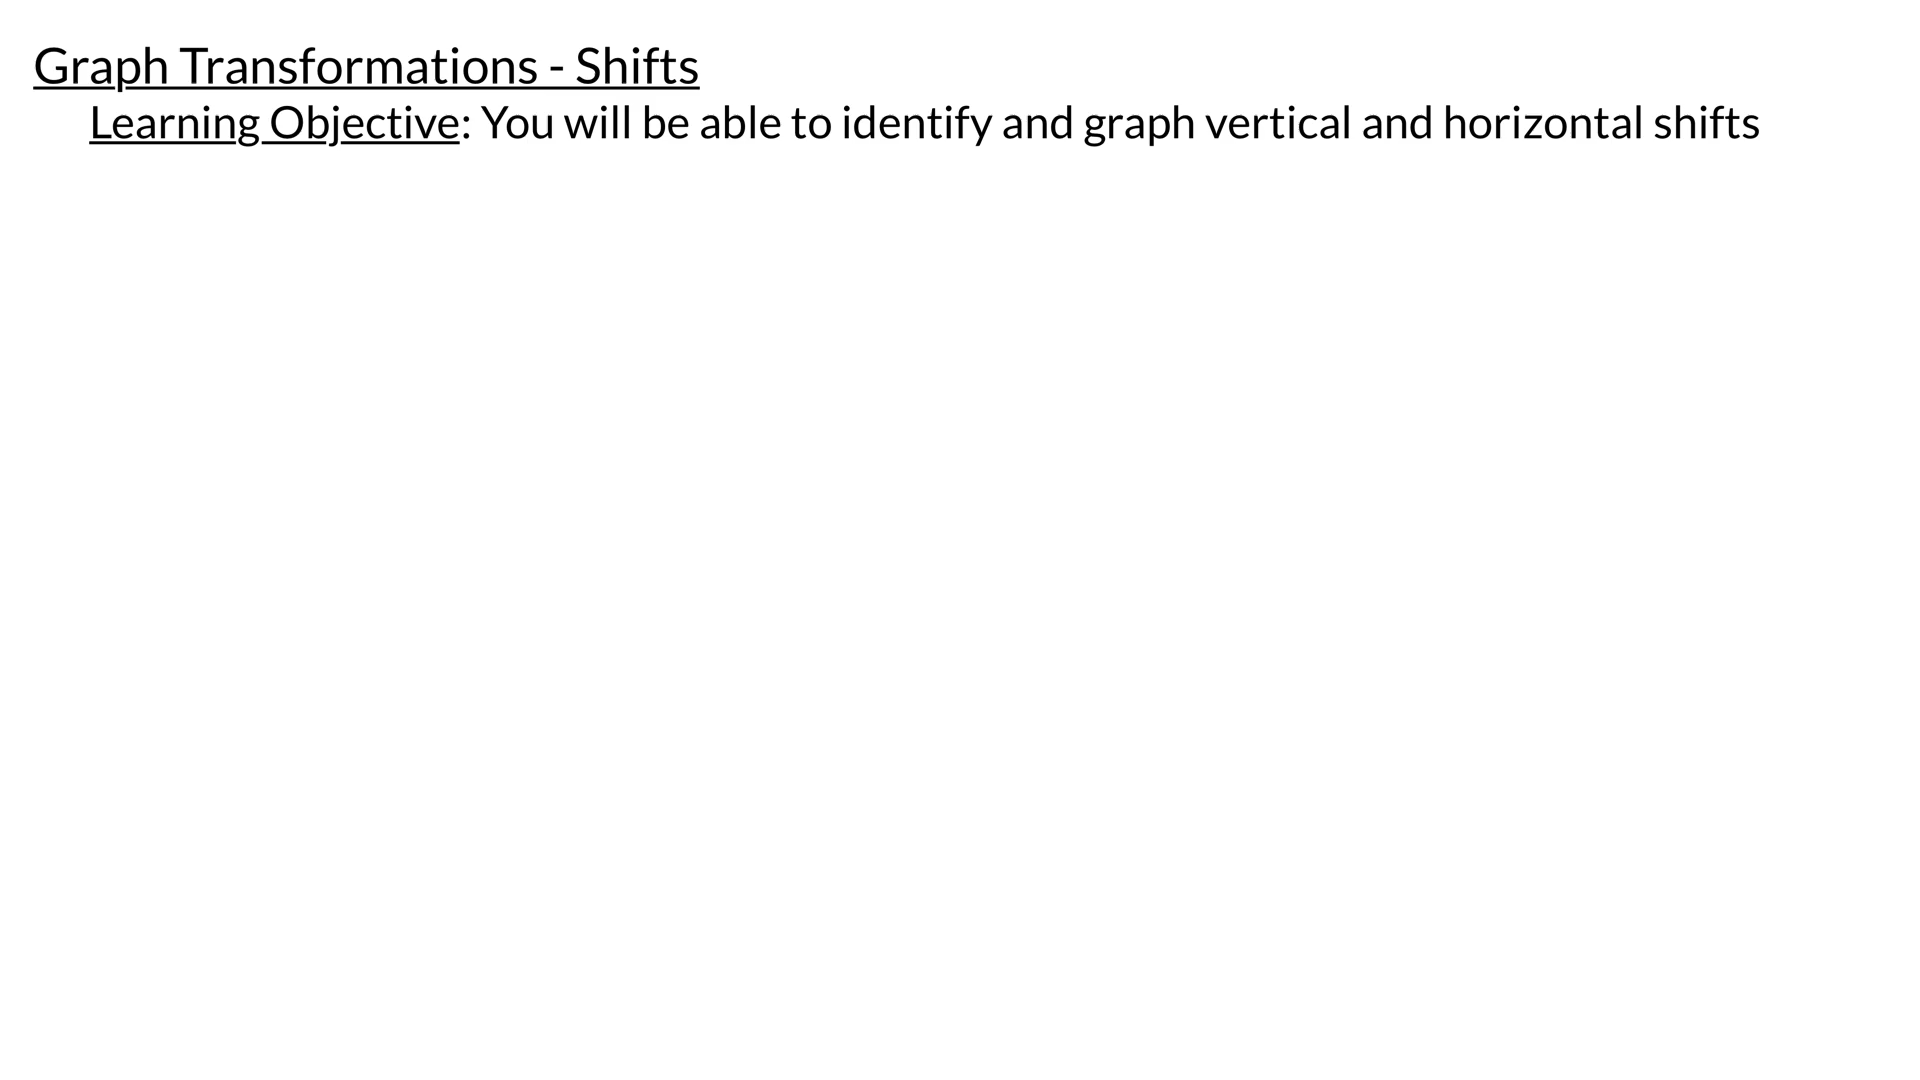 Graph Transformations - Shifts
Learning Objective: You will be able to identify and graph vertical and horizontal shifts